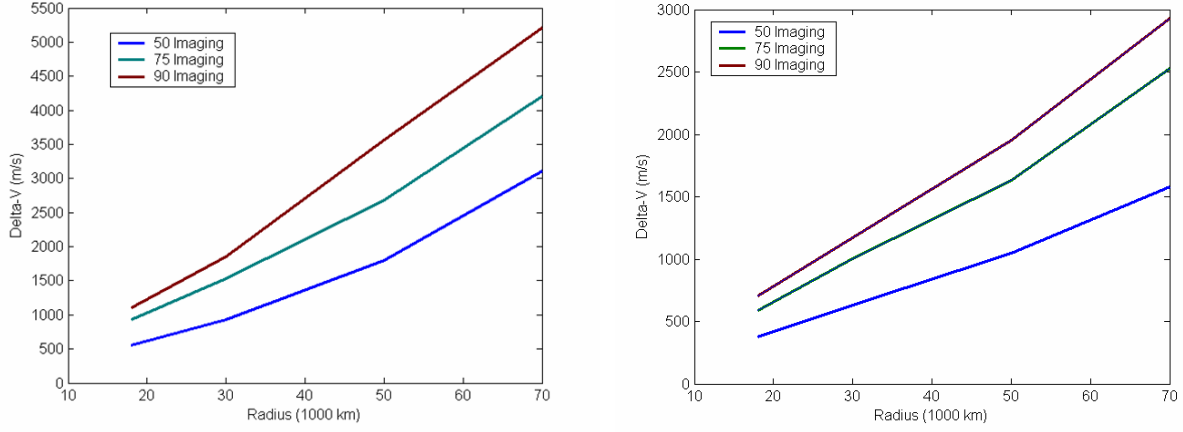 5500
5000
4500
4000
3500
3000
2500
2000
1500
1000
500
0
Delta-V (m/s)
50 Imaging
75 Imaging
90 Imaging
10 20 30 40 50 60 70
Radius (1000 km)
3000
2500
2000
1500
1000
500
0
Delta-V (m/s)
50 Imaging
75 Imaging
90 Imaging
10 20 30 40 50 60 70
Radius (1000 km)